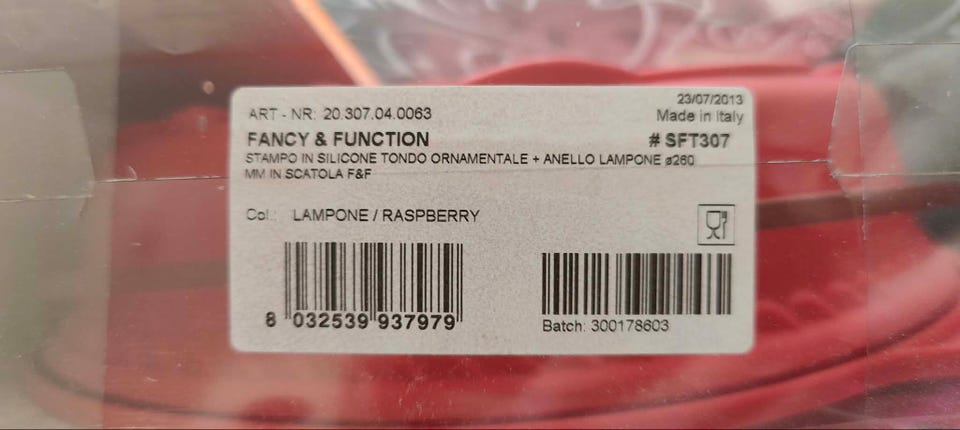 ART - NR: 20.307.04.0063
23/07/2013
Made in Italy
FANCY & FUNCTION
# SFT307
STAMPO IN SILICONE TONDO ORNAMENTALE + ANELLO LAMPONE ø260
MM IN SCATOLA F&F
Col.: LAMPONE / RASPBERRY
8 032539 937979
Batch: 300178603